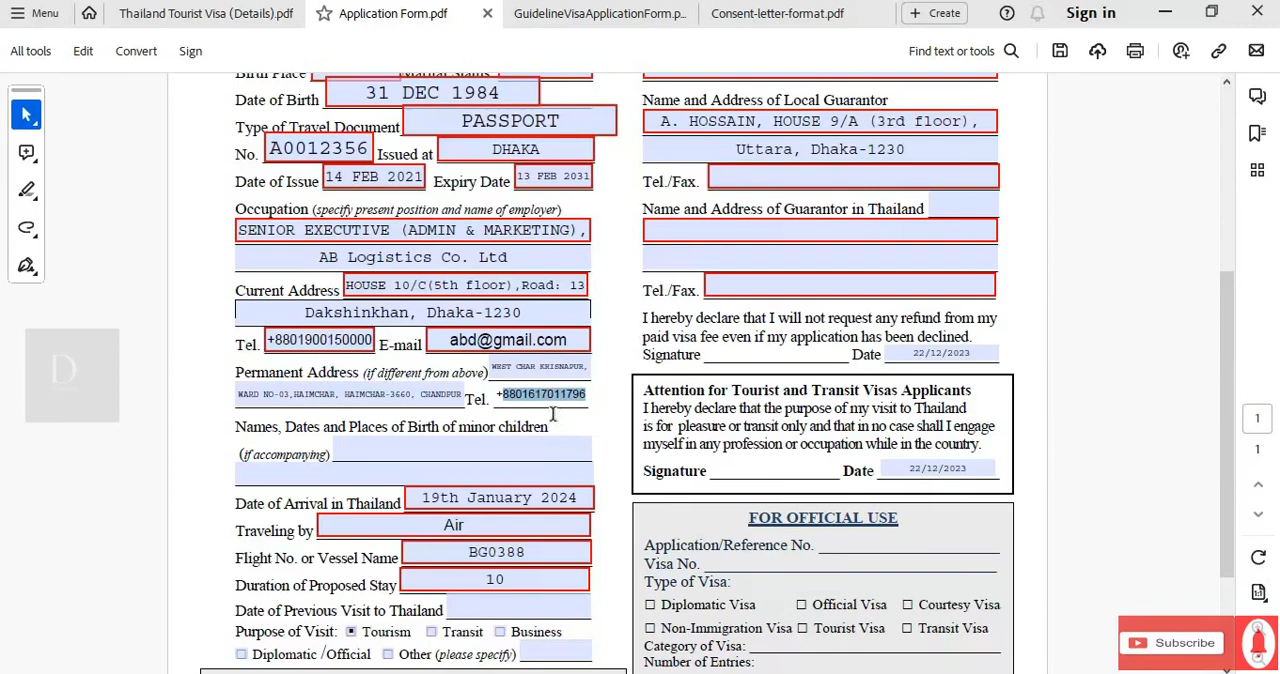 Menu
Thailand Tourist Visa (Details).pdf
Application Form.pdf
GuidelineVisaApplicationForm.p...
Consent-letter-format.pdf
Create
Sign in
All tools Edit Convert Sign
Find text or tools
Date of Birth 31 DEC 1984
Type of Travel Document PASSPORT
No. A0012356 Issued at DHAKA
Date of Issue 14 FEB 2021 Expiry Date 13 FEB 2031
Occupation (specify present position and name of employer)
SENIOR EXECUTIVE (ADMIN & MARKETING),
AB Logistics Co. Ltd
Current Address HOUSE 10/C(5th floor),Road: 13
Dakshinkhan, Dhaka-1230
Tel. +8801900150000 E-mail abd@gmail.com
Permanent Address (if different from above) WEST CHAR KRISNAPUR,
WARD NO-03,HAIMCHAR, HAIMCHAR-3660, CHANDPUR Tel. +8801617011796
Names, Dates and Places of Birth of minor children
(if accompanying)
Date of Arrival in Thailand 19th January 2024
Traveling by Air
Flight No. or Vessel Name BG0388
Duration of Proposed Stay 10
Date of Previous Visit to Thailand
Purpose of Visit: Tourism Transit Business
Diplomatic /Official Other (please specify)
Name and Address of Local Guarantor
A. HOSSAIN, HOUSE 9/A (3rd floor),
Uttara, Dhaka-1230
Tel./Fax.
Name and Address of Guarantor in Thailand
Tel./Fax.
I hereby declare that I will not request any refund from my
paid visa fee even if my application has been declined.
Signature Date 22/12/2023
Attention for Tourist and Transit Visas Applicants
I hereby declare that the purpose of my visit to Thailand
is for pleasure or transit only and that in no case shall I engage
myself in any profession or occupation while in the country.
Signature Date 22/12/2023
FOR OFFICIAL USE
Application/Reference No.
Visa No.
Type of Visa:
Diplomatic Visa Official Visa Courtesy Visa
Non-Immigration Visa Tourist Visa Transit Visa
Category of Visa:
Number of Entries:
1
1
D
Subscribe